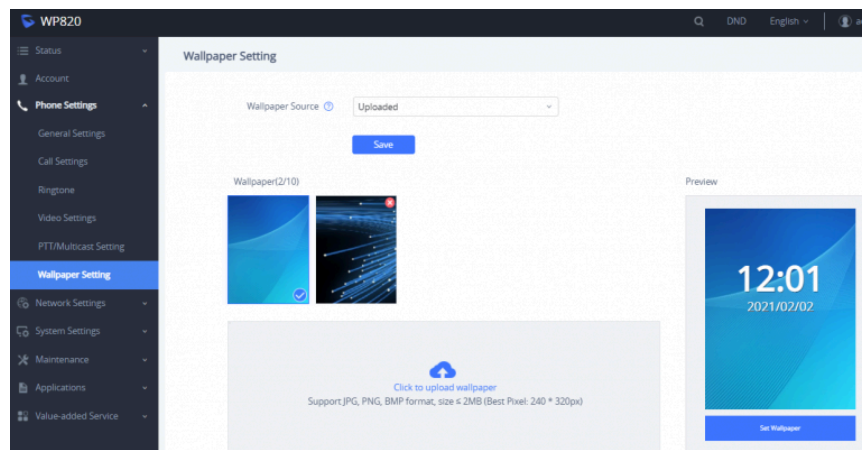 WP820
DND English
Status
Account
Phone Settings
General Settings
Call Settings
Ringtone
Video Settings
PTT/Multicast Setting
Wallpaper Setting
Network Settings
System Settings
Maintenance
Applications
Value-added Service
Wallpaper Setting
Wallpaper Source Uploaded
Save
Wallpaper(2/10)
Click to upload wallpaper
Support JPG, PNG, BMP format, size ≤ 2MB (Best Pixel: 240 * 320px)
Preview
12:01
2021/02/02
Set Wallpaper